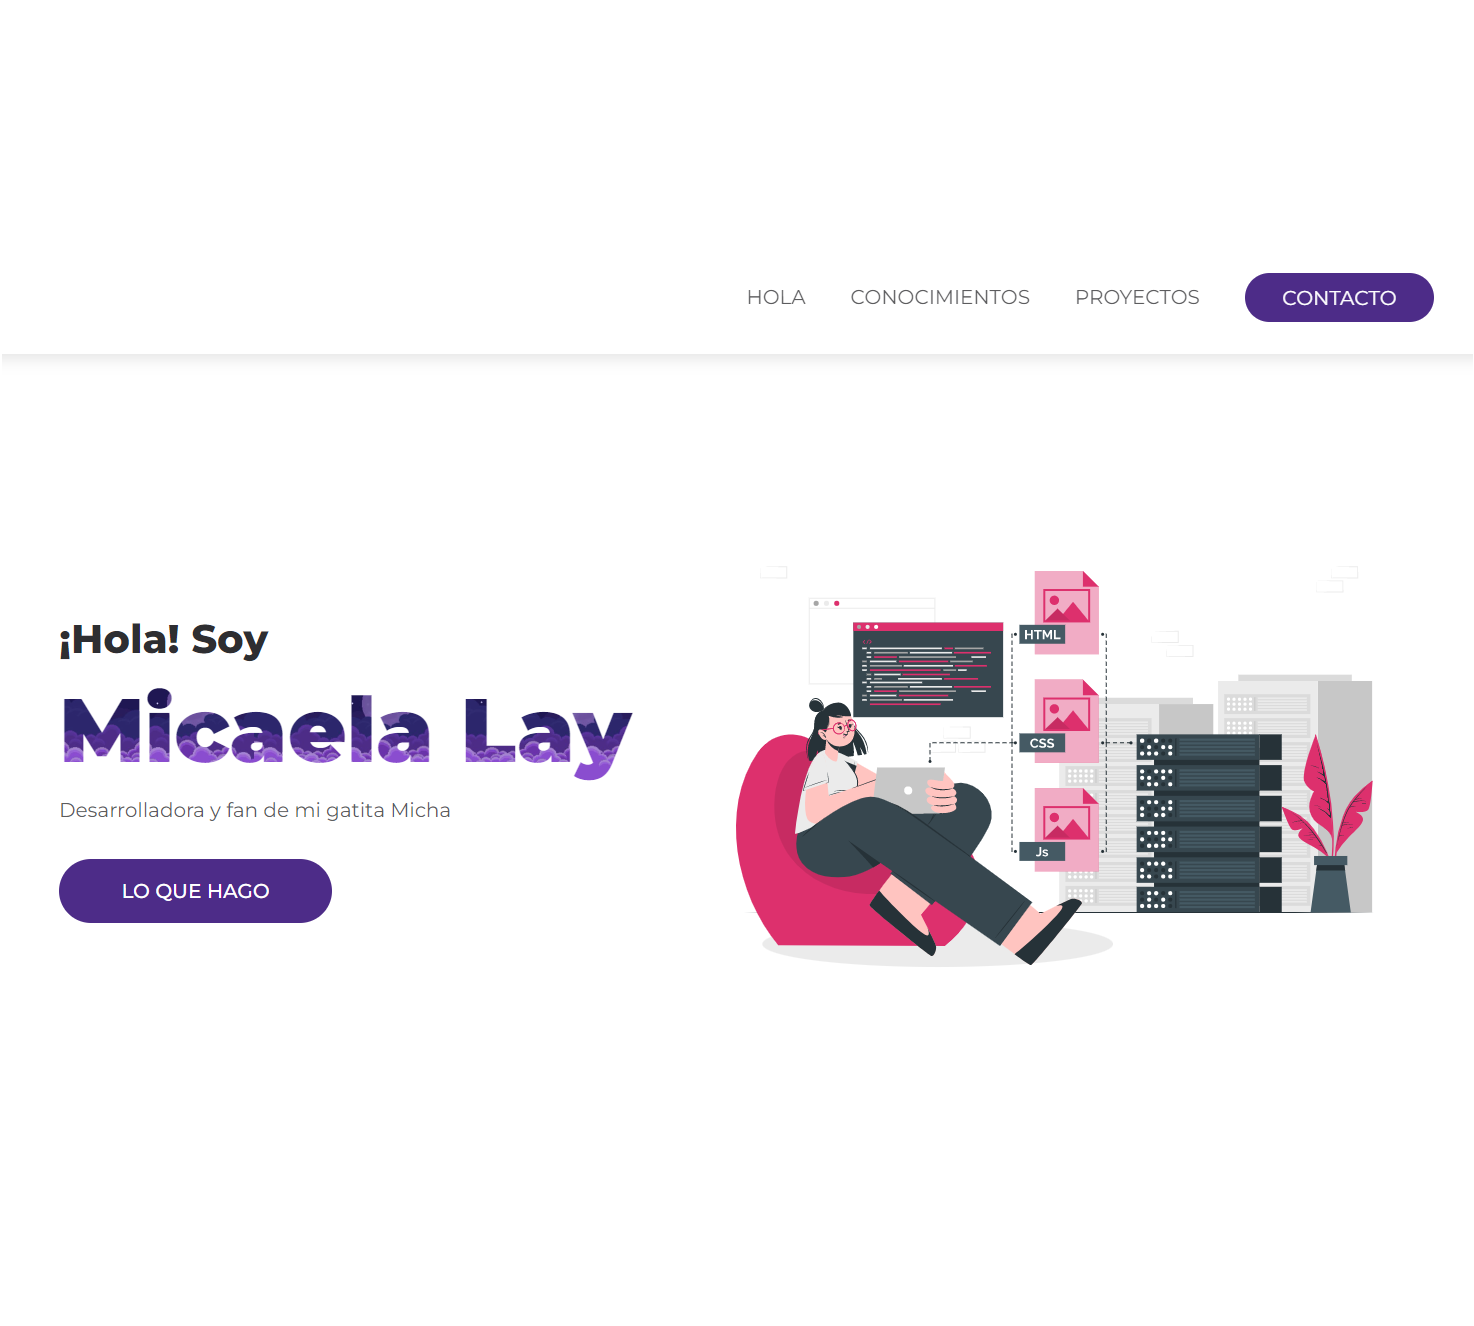 HOLA CONOCIMIENTOS PROYECTOS CONTACTO
¡Hola! Soy
Micaela Lay
Desarrolladora y fan de mi gatita Micha
LO QUE HAGO
</>
HTML
CSS
Js